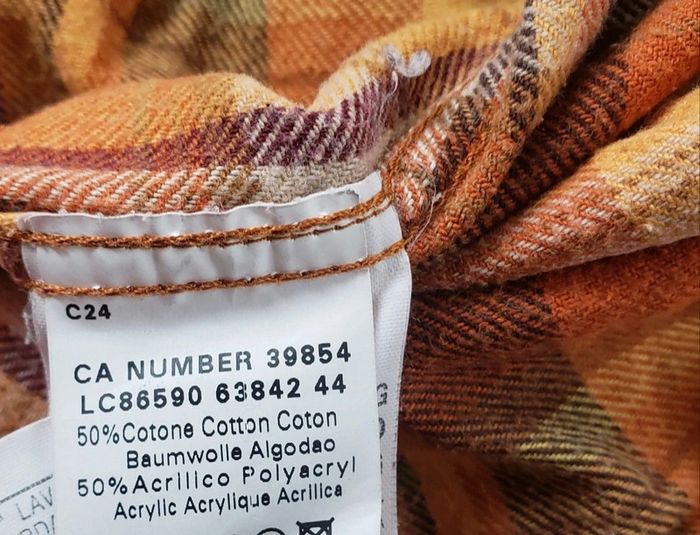 C24
CA NUMBER 39854
LC86590 63842 44
50%Cotone Cotton Coton
Baumwolle Algodao
50%Acrilico Polyacryl
Acrylic Acrylique Acrilica
LAV